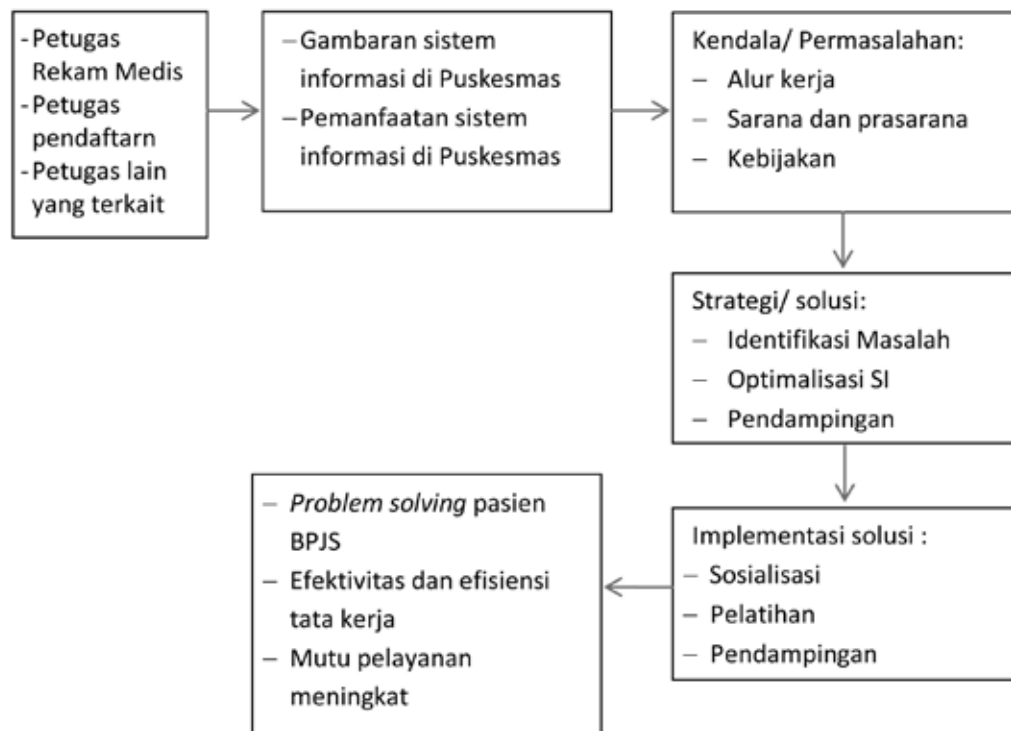 -Petugas
Rekam Medis
-Petugas
pendaftarn
-Petugas lain
yang terkait
– Gambaran sistem
informasi di Puskesmas
– Pemanfaatan sistem
informasi di Puskesmas
Kendala/ Permasalahan:
– Alur kerja
– Sarana dan prasarana
– Kebijakan
Strategi/ solusi:
– Identifikasi Masalah
– Optimalisasi SI
– Pendampingan
Implementasi solusi :
– Sosialisasi
– Pelatihan
– Pendampingan
– Problem solving pasien
BPJS
– Efektivitas dan efisiensi
tata kerja
– Mutu pelayanan
meningkat